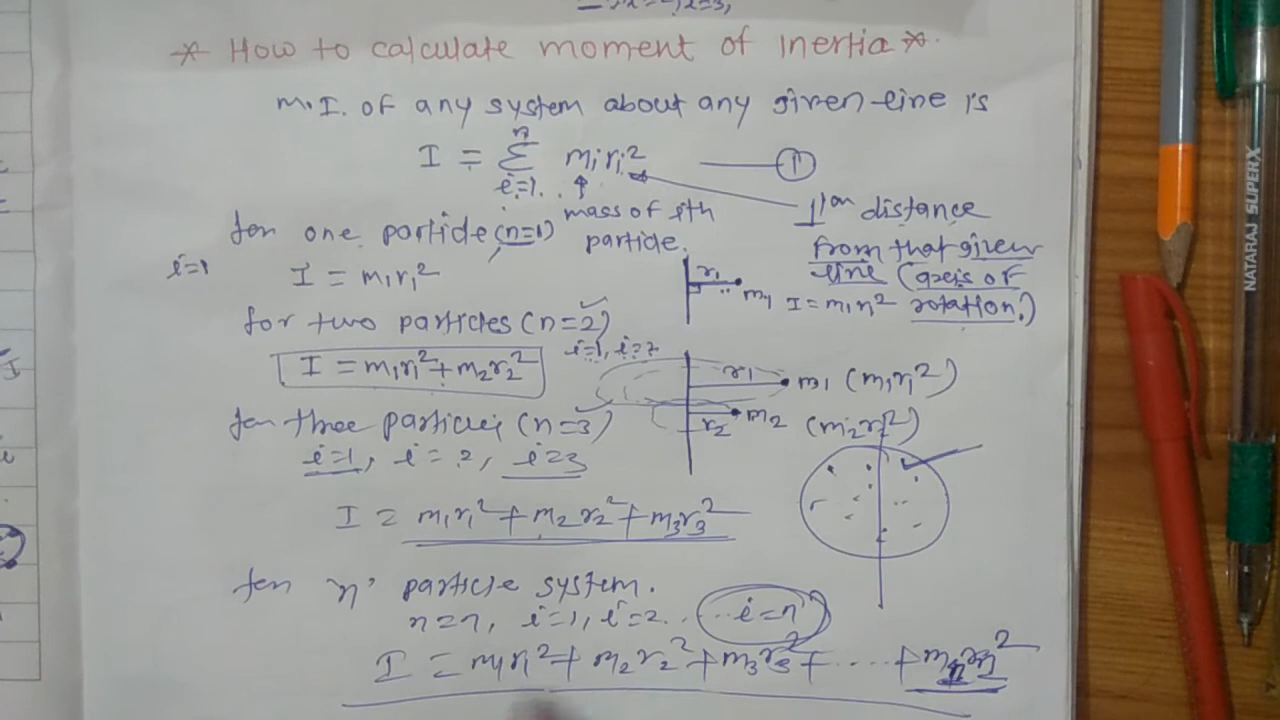 * How to calculate moment of inertia *
M.I. of any system about any given line is
I = Σ mᵢrᵢ² ——— ①
n
i=1
mass of ith particle.
⊥lar distance from that given line (axis of rotation.)
for one particle (n=1)
i=1
I = m₁r₁²
r₁
m₁ I = m₁r₁²
for two particles (n=2)
i=1, i=2
I = m₁r₁² + m₂r₂²
r₁ m₁ (m₁r₁²)
r₂ m₂ (m₂r₂²)
for three particles (n=3)
i=1, i=2, i=3
I = m₁r₁² + m₂r₂² + m₃r₃²
for 'n' particle system.
n=n, i=1, i=2. .... i=n
I = m₁r₁² + m₂r₂² + m₃r₃² + ..... +
NATARAJ SUPERX